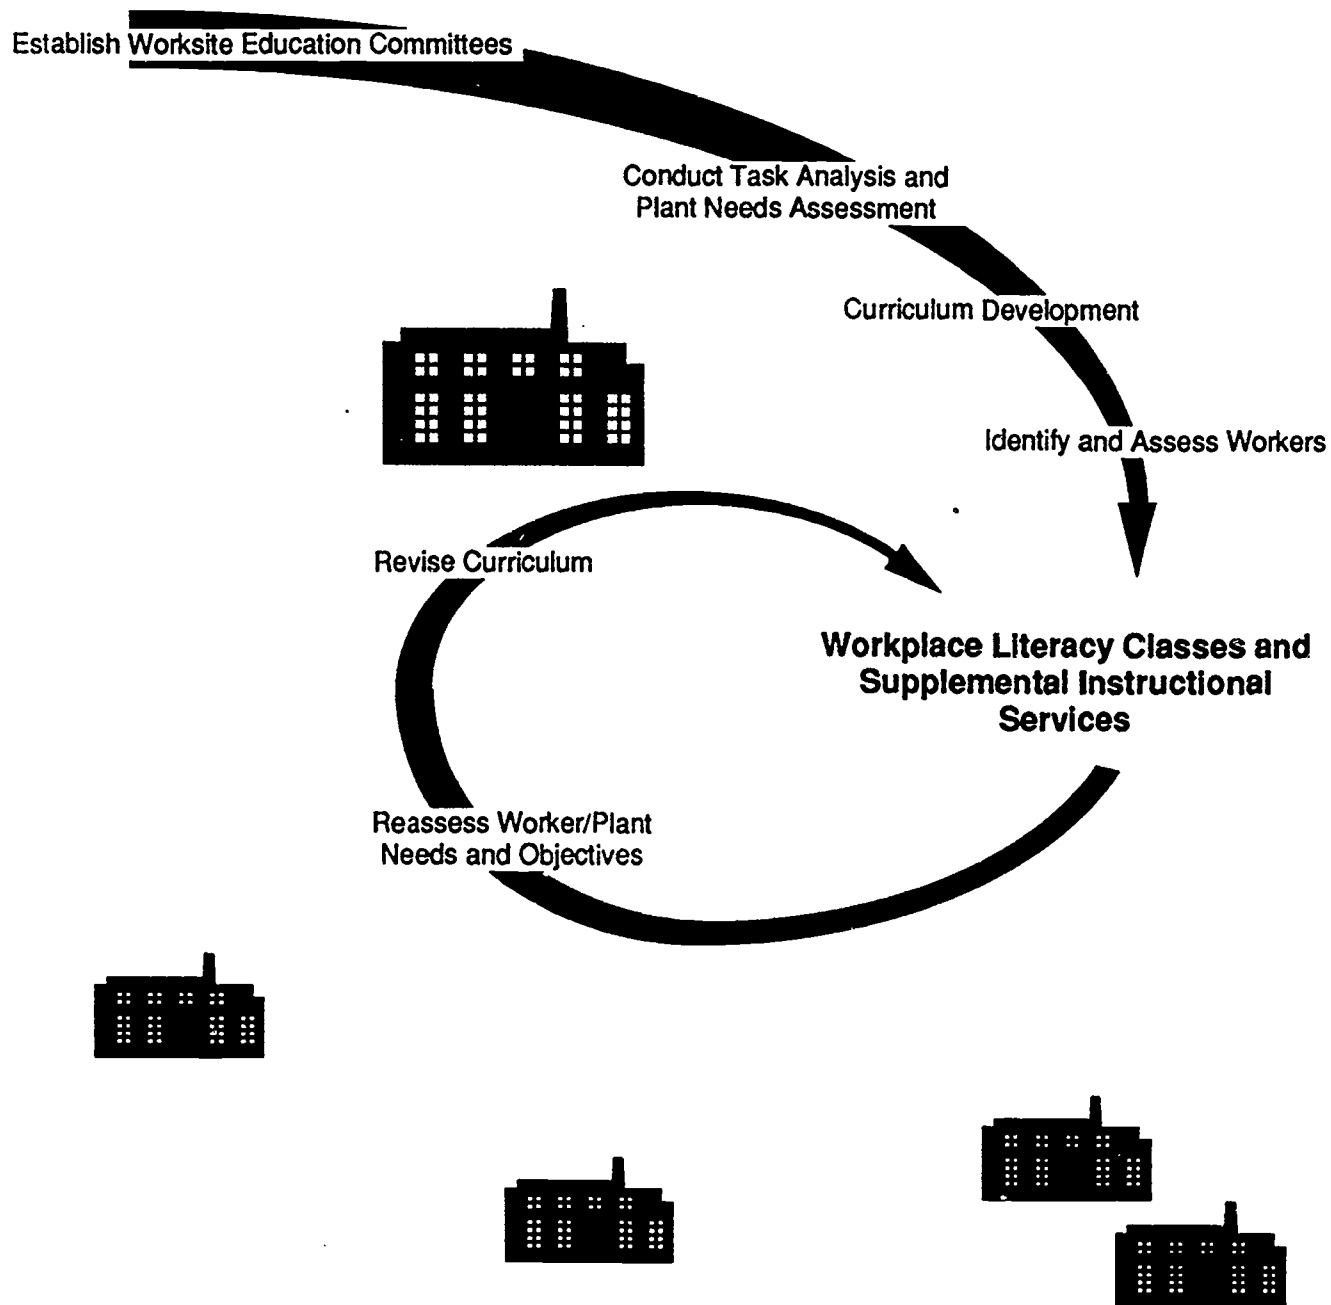 Establish Worksite Education Committees
Conduct Task Analysis and
Plant Needs Assessment
Curriculum Development
Identify and Assess Workers
Revise Curriculum
Workplace Literacy Classes and
Supplemental Instructional
Services
Reassess Worker/Plant
Needs and Objectives